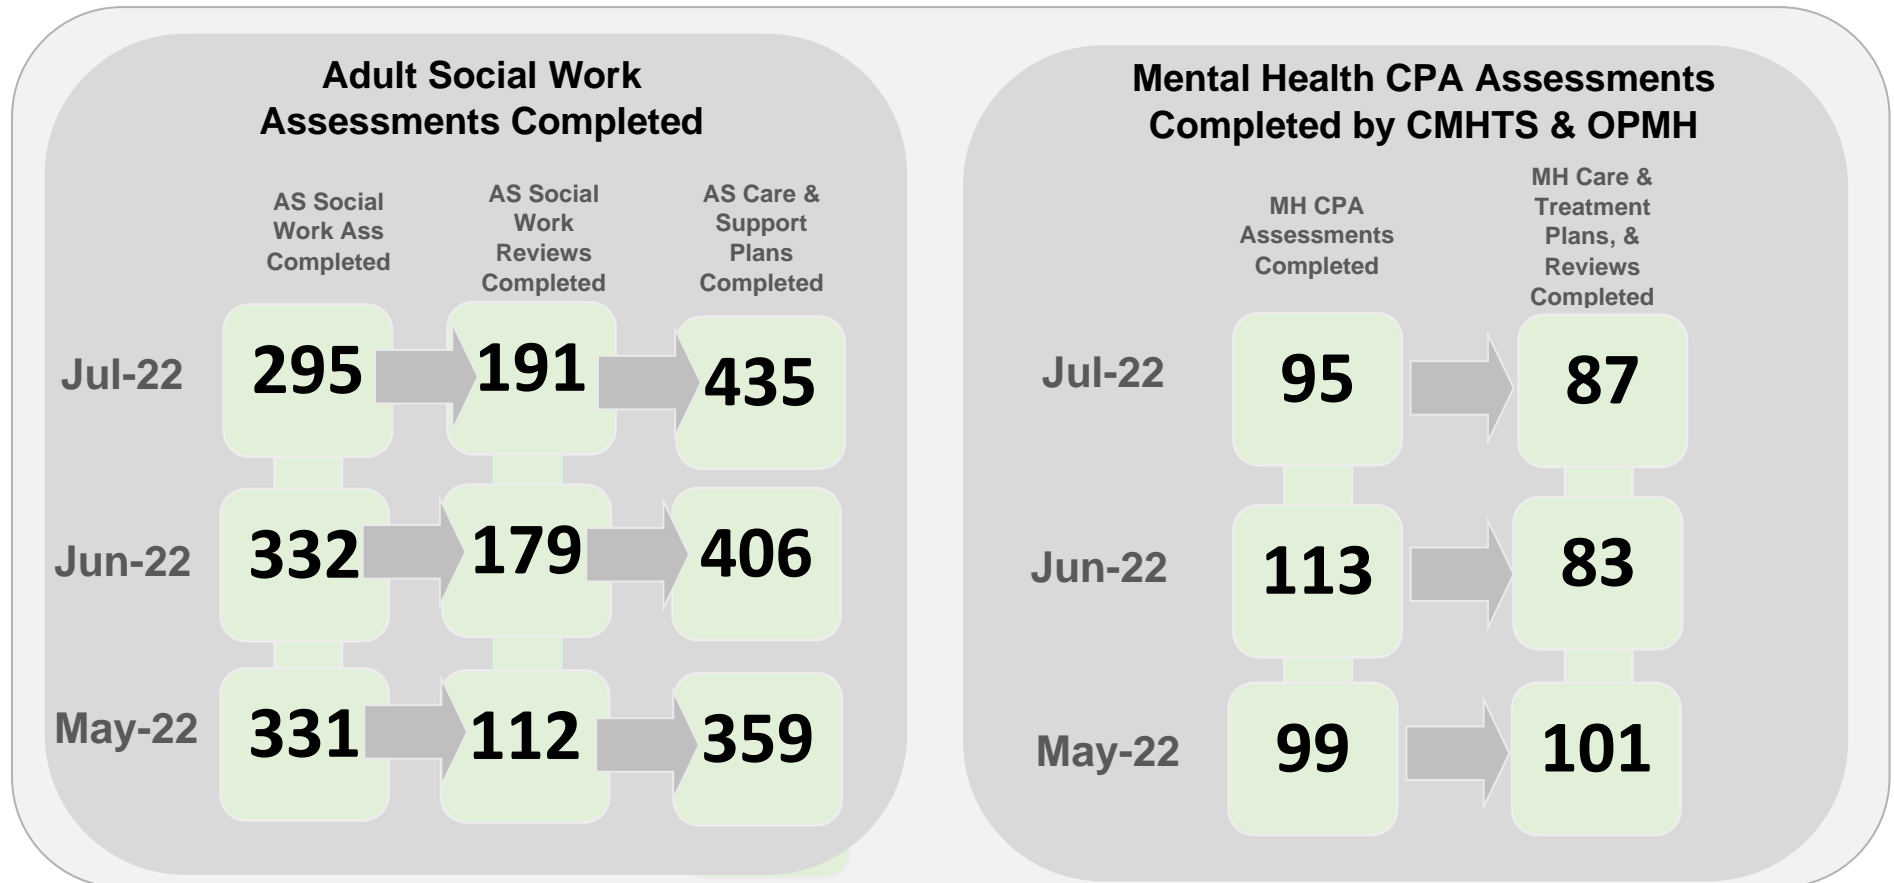 Adult Social Work
Assessments Completed
AS Social
Work Ass
Completed
AS Social
Work
Reviews
Completed
AS Care &
Support
Plans
Completed
Jul-22
295
191
435
Jun-22
332
179
406
May-22
331
112
359
Mental Health CPA Assessments
Completed by CMHTS & OPMH
MH CPA
Assessments
Completed
MH Care &
Treatment
Plans, &
Reviews
Completed
Jul-22
95
87
Jun-22
113
83
May-22
99
101